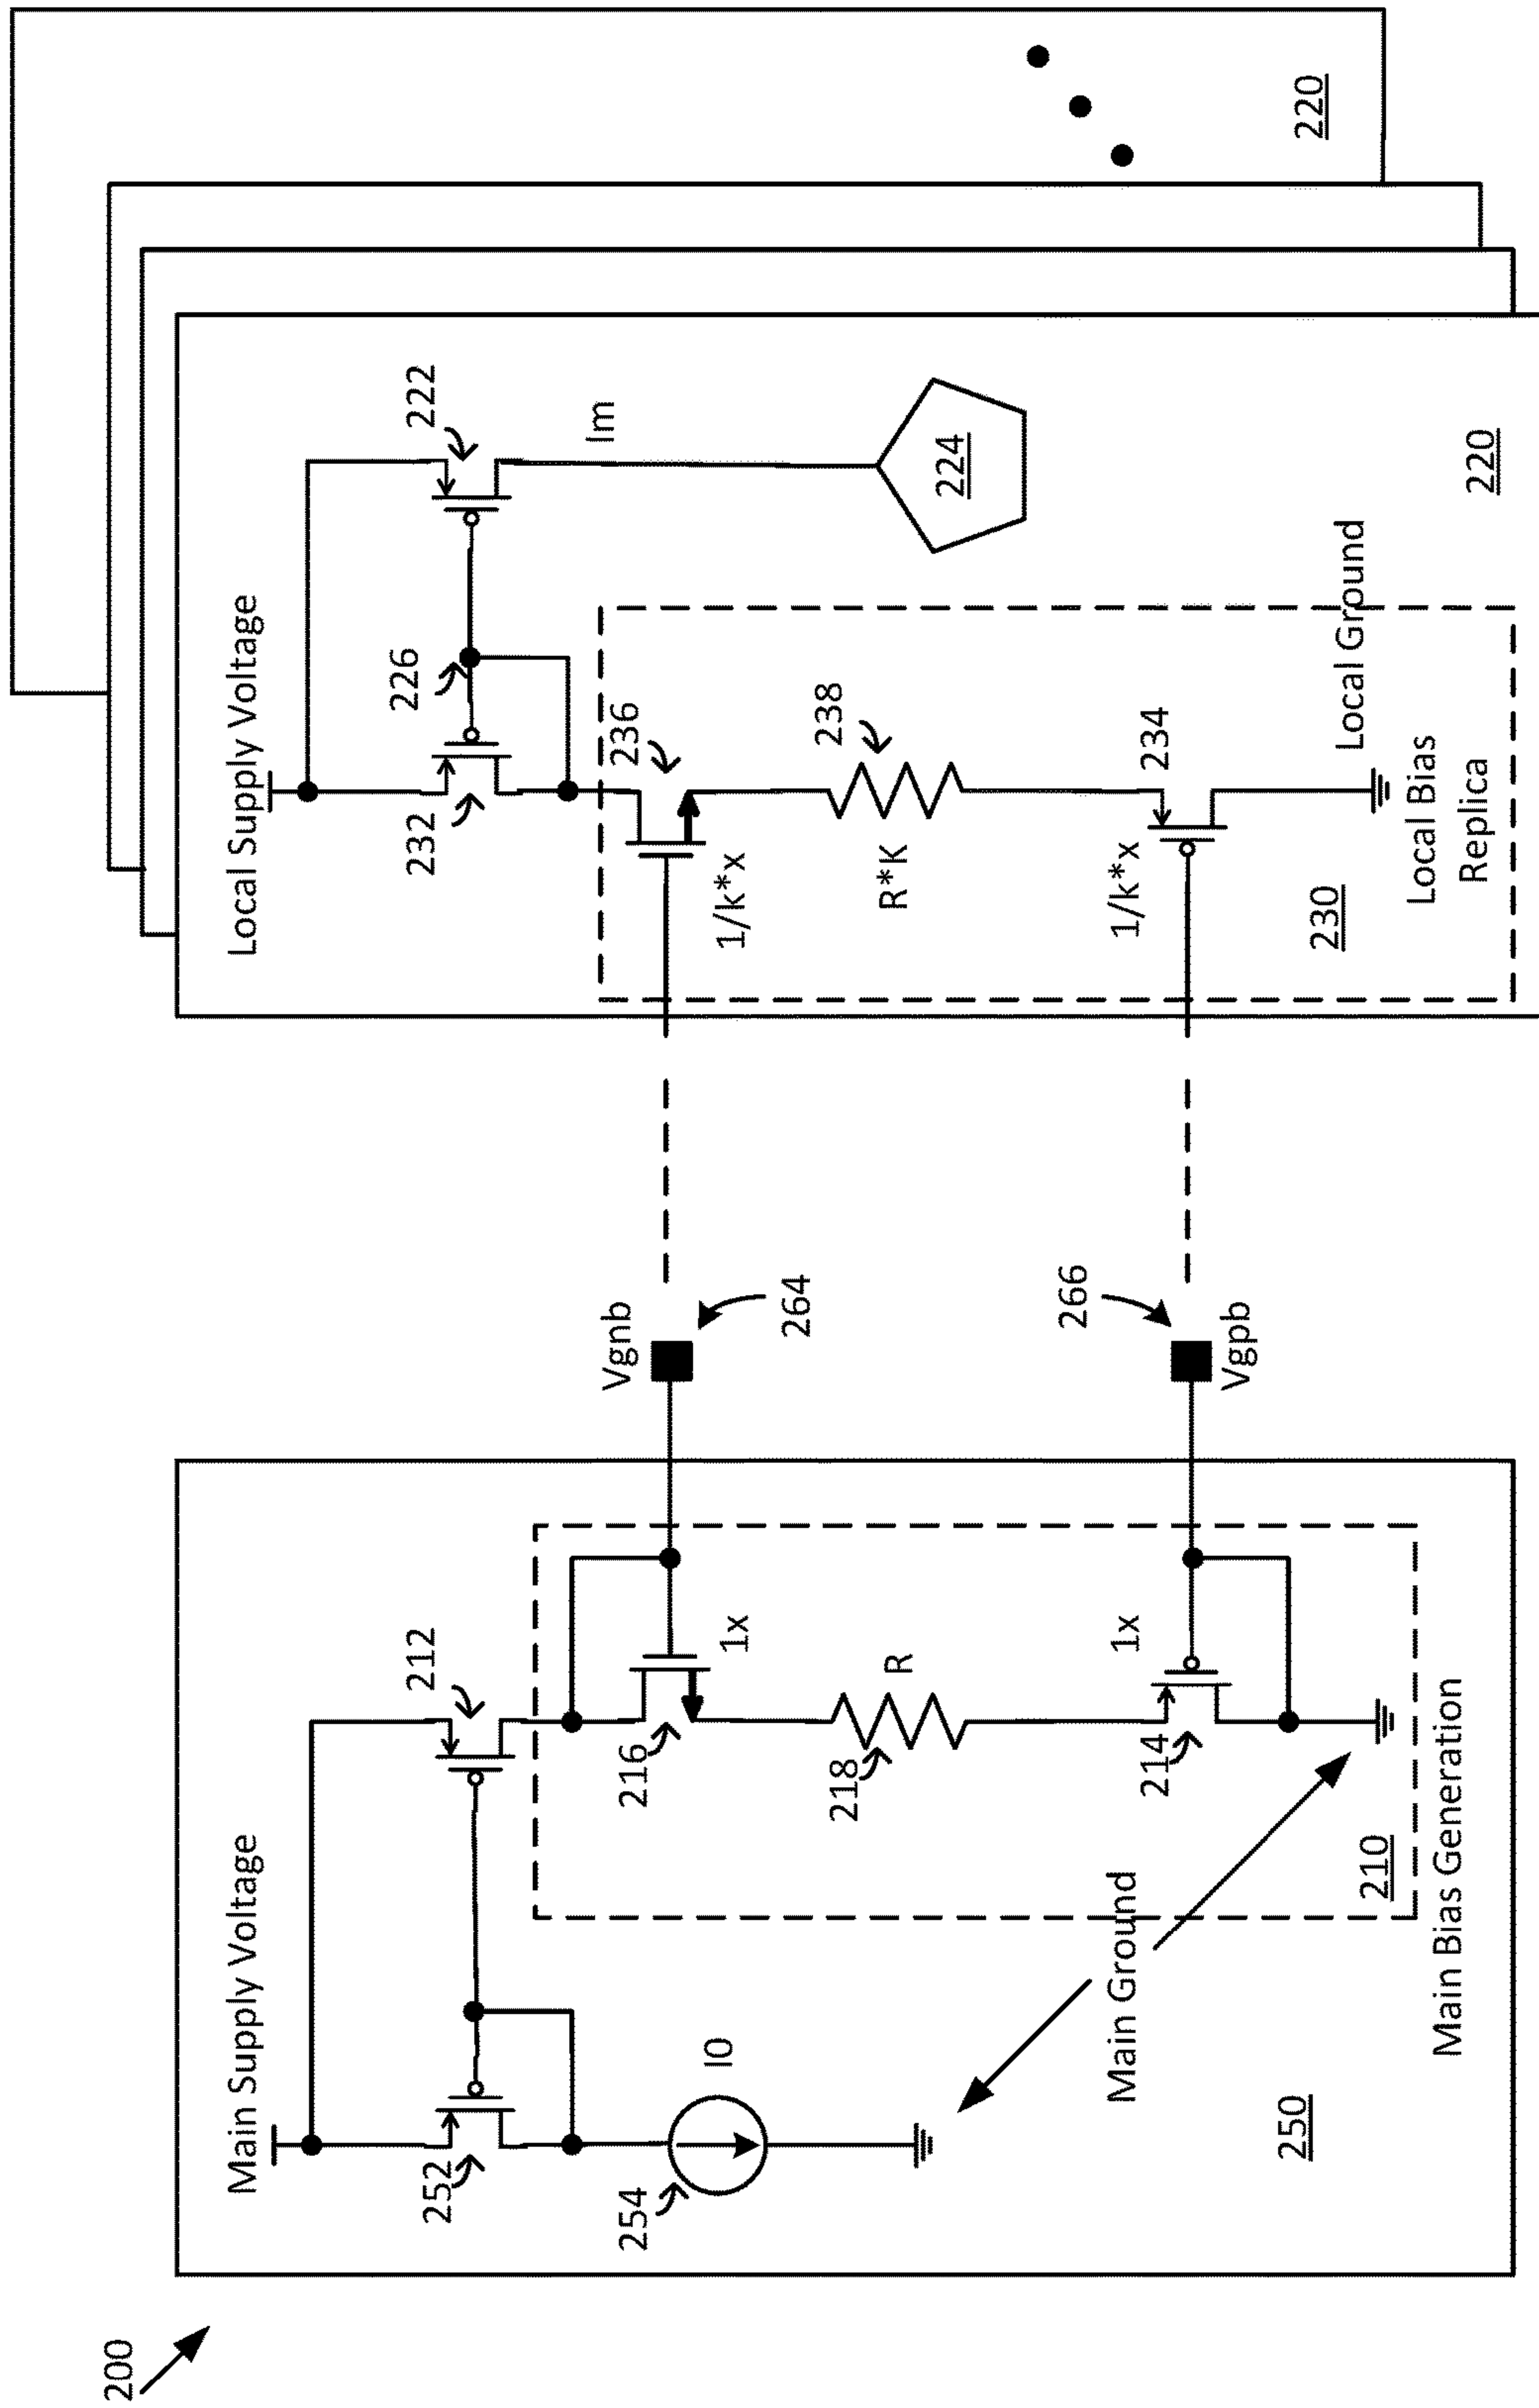 200
Main Supply Voltage
252
254
I0
212
216
1x
218
R
214
1x
Main Ground
210
250
Main Bias Generation
Vgnb
264
266
Vgpb
Local Supply Voltage
232
226
222
Im
236
1/k*x
238
R*K
234
1/k*x
224
Local Ground
230
Local Bias
Replica
220
220